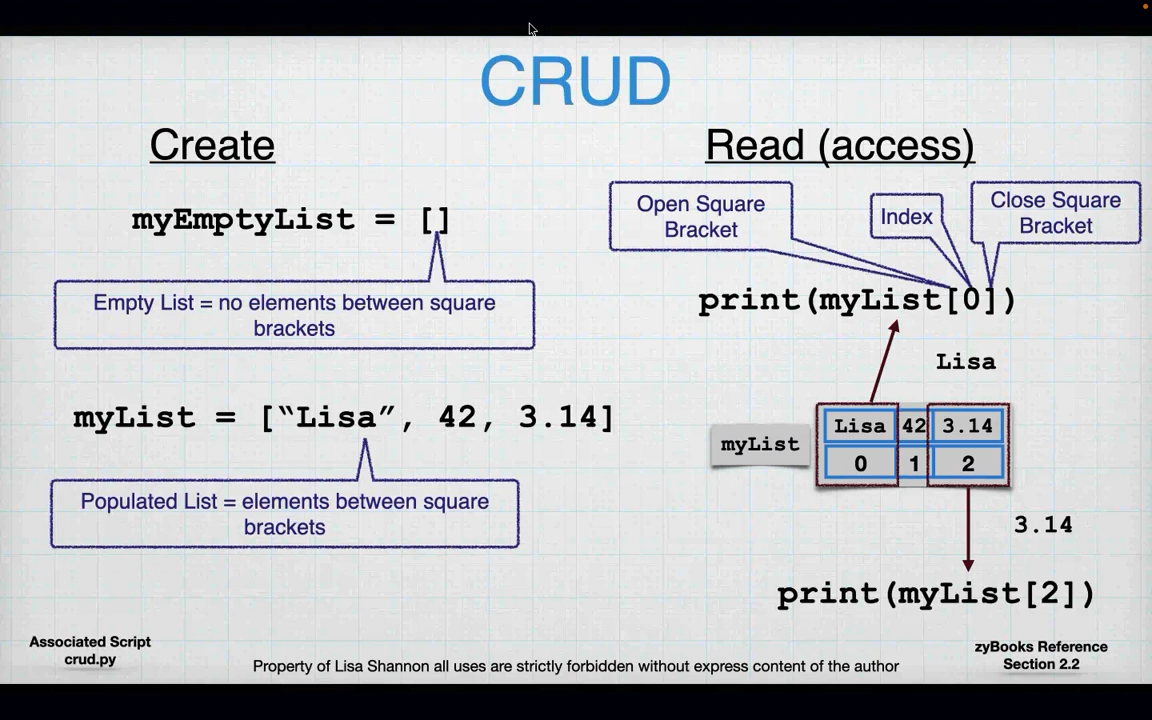 CRUD
Create
myEmptyList = []
Empty List = no elements between square
brackets
myList = [“Lisa”, 42, 3.14]
Populated List = elements between square
brackets
Read (access)
Open Square
Bracket
Index
Close Square
Bracket
print(myList[0])
Lisa
myList
Lisa 42 3.14
0 1 2
3.14
print(myList[2])
Associated Script
crud.py
Property of Lisa Shannon all uses are strictly forbidden without express content of the author
zyBooks Reference
Section 2.2